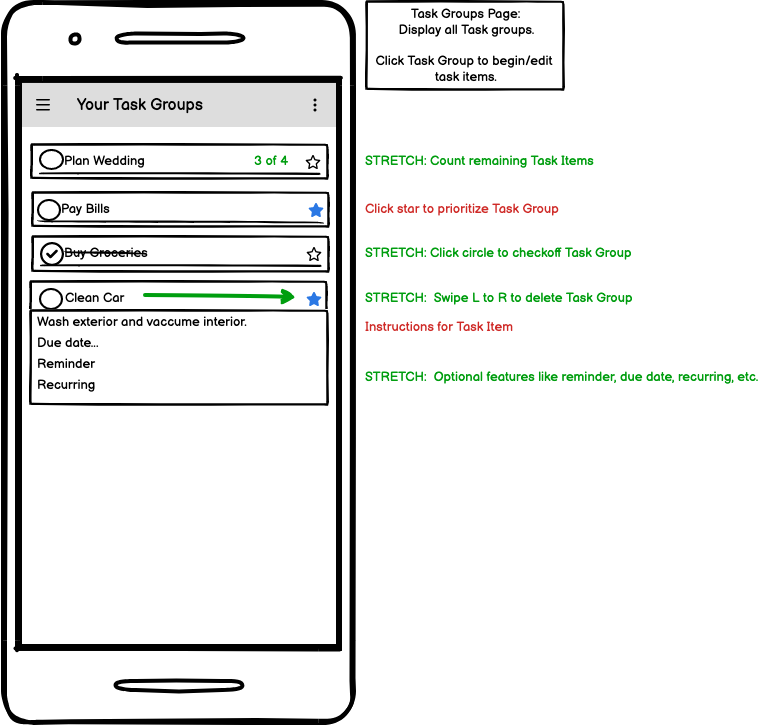 Task Groups Page:
Display all Task groups.
Click Task Group to begin/edit
task items.
Your Task Groups
Plan Wedding 3 of 4
STRETCH: Count remaining Task Items
Pay Bills
Click star to prioritize Task Group
Buy Groceries
STRETCH: Click circle to checkoff Task Group
Clean Car
STRETCH: Swipe L to R to delete Task Group
Wash exterior and vaccume interior.
Instructions for Task Item
Due date...
Reminder
Recurring
STRETCH: Optional features like reminder, due date, recurring, etc.